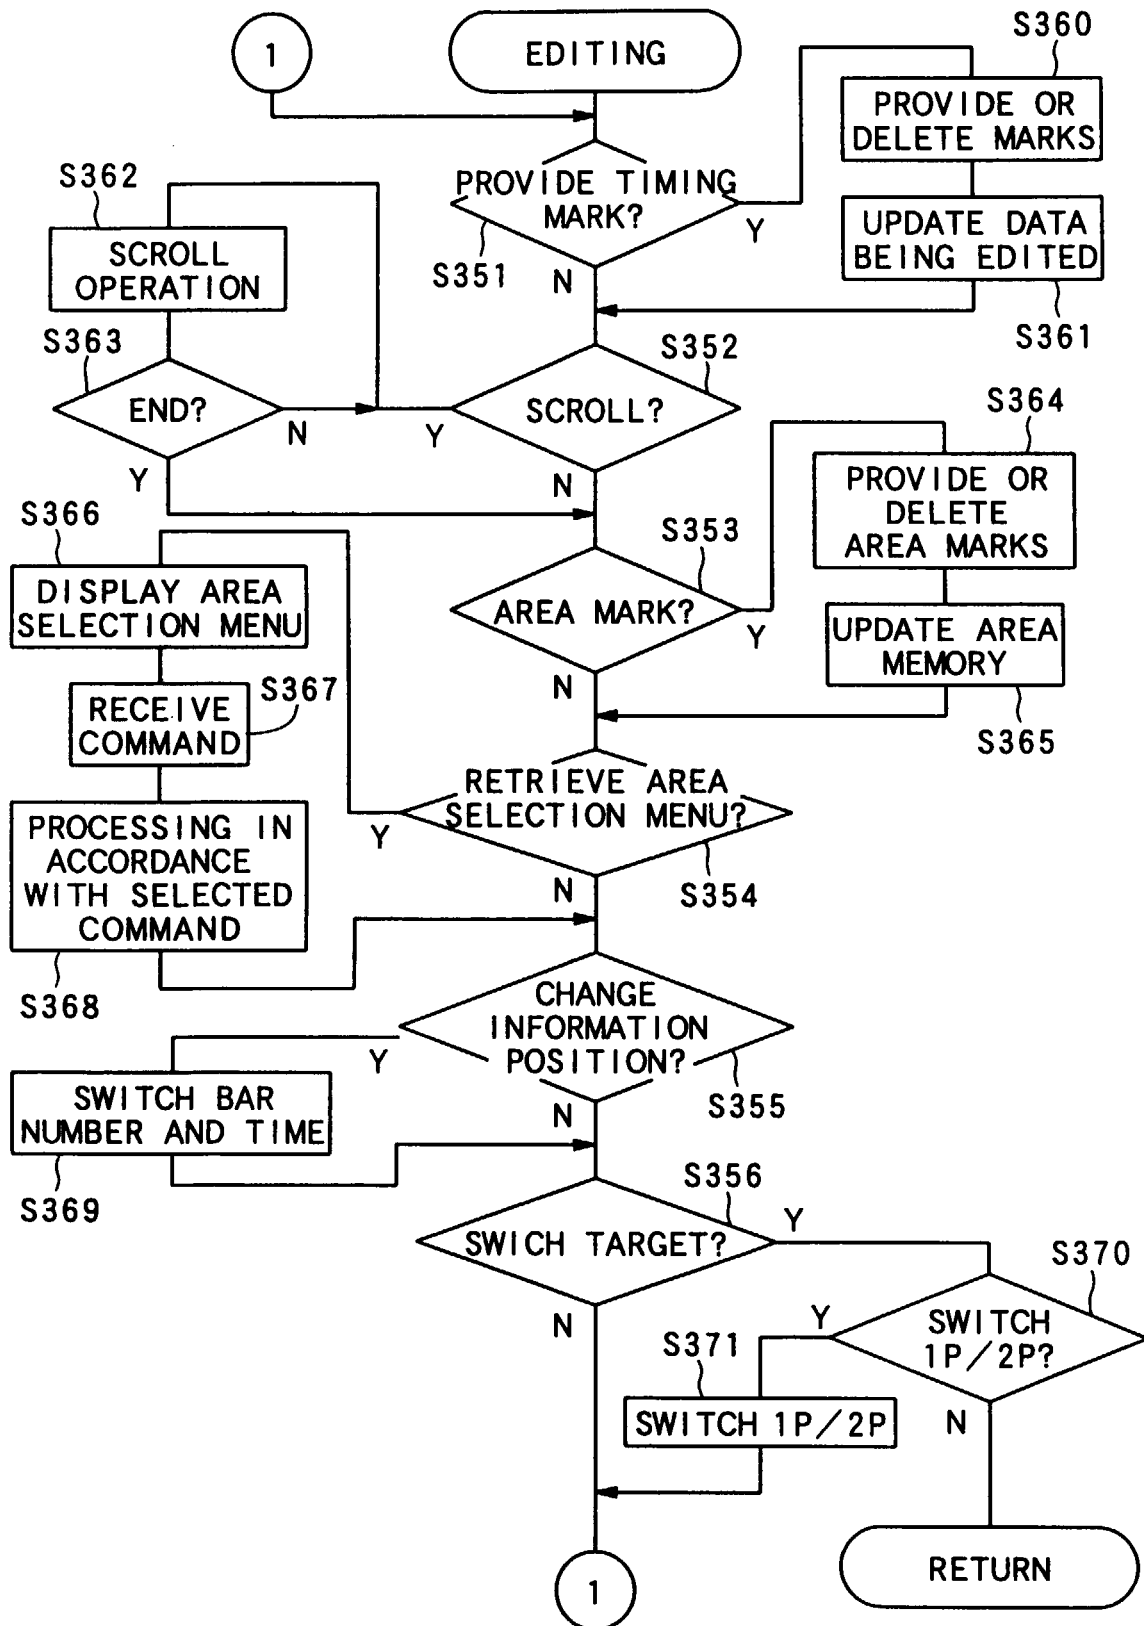 1
EDITING
S360
PROVIDE OR
DELETE MARKS
S362
PROVIDE TIMING
MARK?
Y
UPDATE DATA
BEING EDITED
SCROLL
OPERATION
S351
N
S361
S363
S352
END?
N
Y
SCROLL?
S364
Y
N
PROVIDE OR
DELETE
AREA MARKS
S366
S353
DISPLAY AREA
SELECTION MENU
AREA MARK?
Y
UPDATE AREA
MEMORY
S367
N
RECEIVE
COMMAND
S365
RETRIEVE AREA
SELECTION MENU?
Y
PROCESSING IN
ACCORDANCE
WITH SELECTED
COMMAND
N
S354
S368
CHANGE
INFORMATION
POSITION?
Y
SWITCH BAR
NUMBER AND TIME
N
S355
S369
S356
SWICH TARGET?
Y
S370
N
Y
SWITCH
1P/2P?
S371
SWITCH 1P/2P
N
RETURN
1